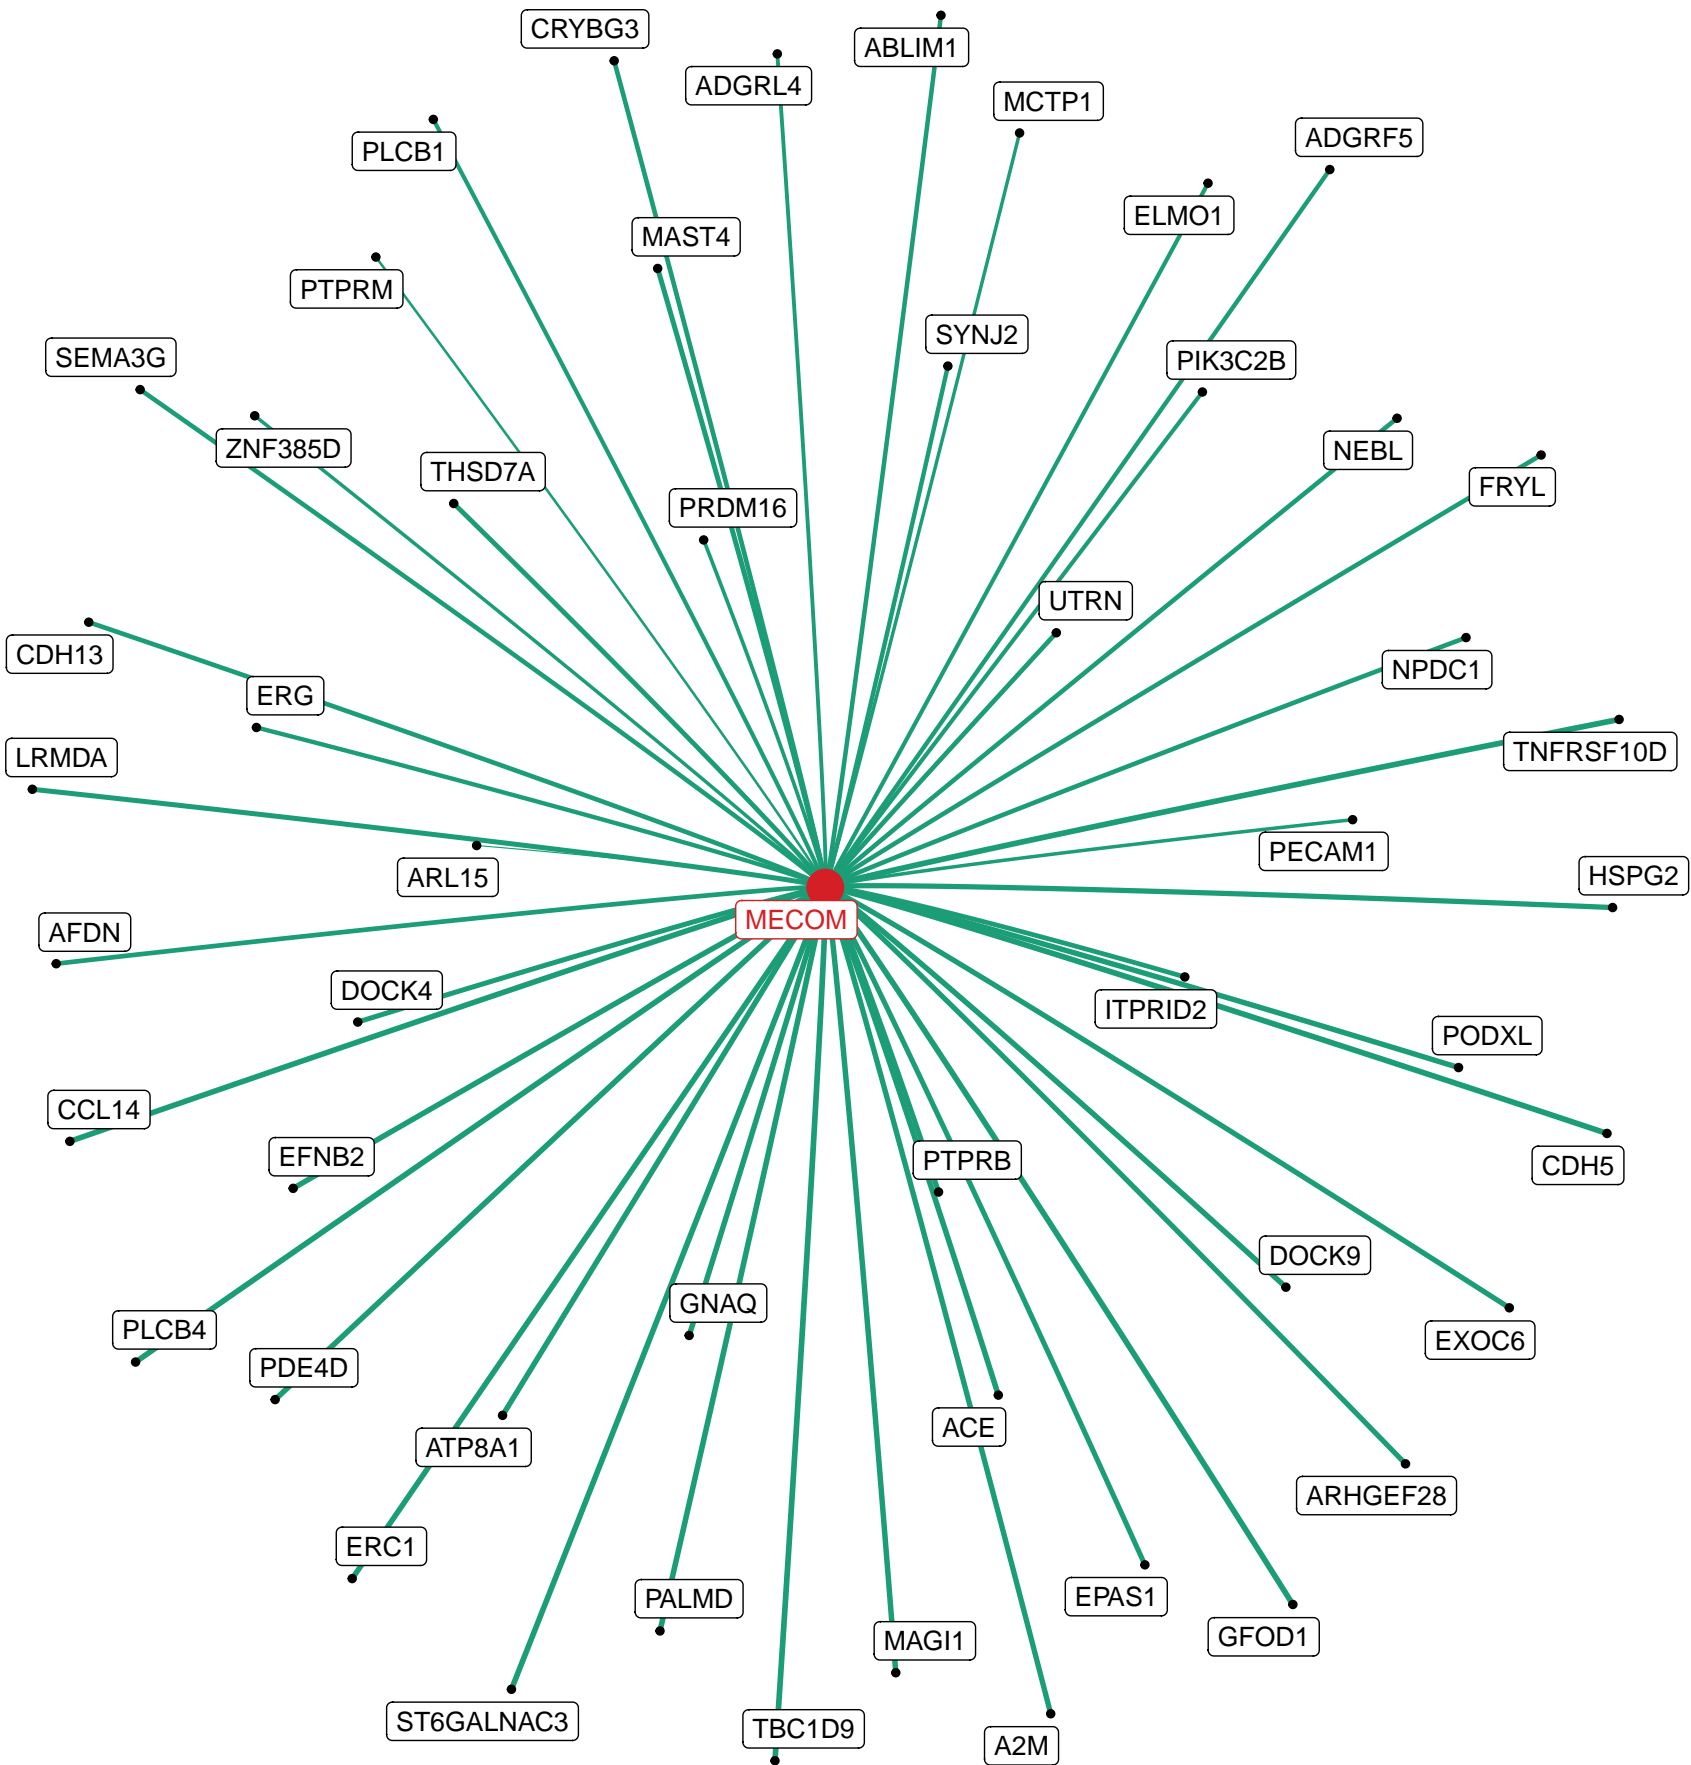 CRYBG3
ABLIM1
ADGRL4
MCTP1
ADGRF5
PLCB1
ELMO1
MAST4
PTPRM
SYNJ2
SEMA3G
PIK3C2B
ZNF385D
NEBL
THSD7A
FRYL
PRDM16
UTRN
CDH13
NPDC1
ERG
TNFRSF10D
LRMDA
PECAM1
HSPG2
ARL15
MECOM
AFDN
DOCK4
ITPRID2
PODXL
CCL14
EFNB2
PTPRB
CDH5
DOCK9
GNAQ
PLCB4
EXOC6
PDE4D
ACE
ATP8A1
ARHGEF28
ERC1
EPAS1
PALMD
GFOD1
MAGI1
ST6GALNAC3
TBC1D9
A2M